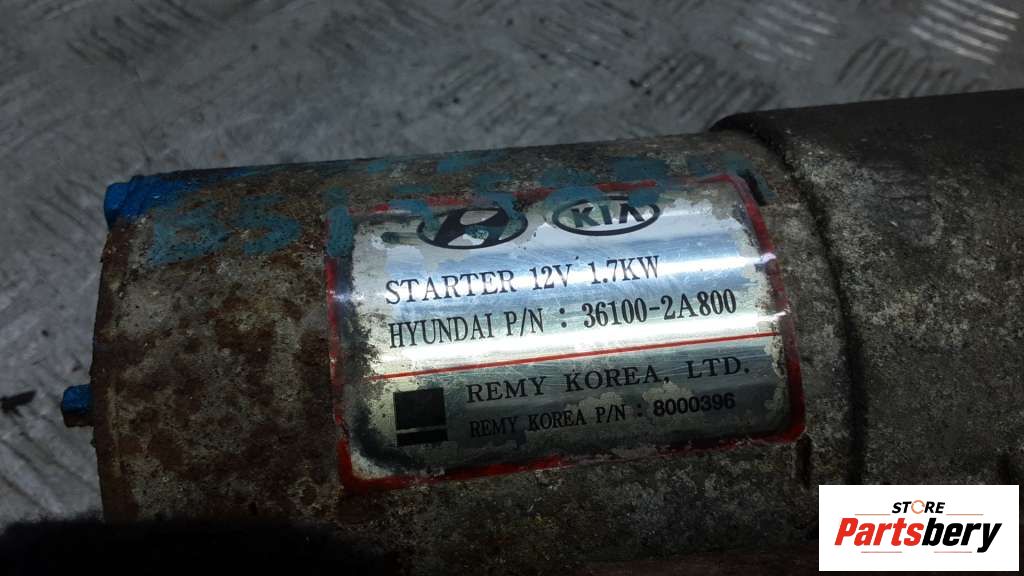 KIA
STARTER 12V 1.7KW
HYUNDAI P/N : 36100-2A800
REMY KOREA, LTD.
REMY KOREA P/N : 8000396
STORE
Partsbery